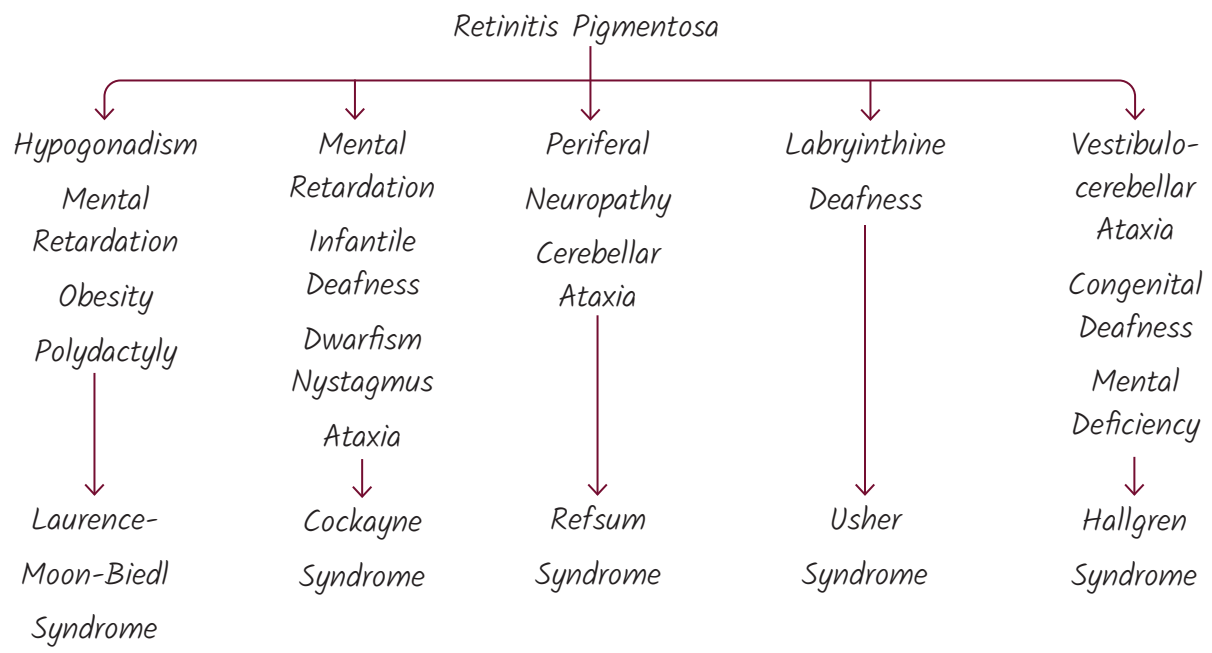 Retinitis Pigmentosa
Hypogonadism
Mental
Retardation
Obesity
Polydactyly
Laurence-
Moon-Biedl
Syndrome
Mental
Retardation
Infantile
Deafness
Dwarfism
Nystagmus
Ataxia
Cockayne
Syndrome
Periferal
Neuropathy
Cerebellar
Ataxia
Refsum
Syndrome
Labryinthine
Deafness
Usher
Syndrome
Vestibulo-
cerebellar
Ataxia
Congenital
Deafness
Mental
Deficiency
Hallgren
Syndrome